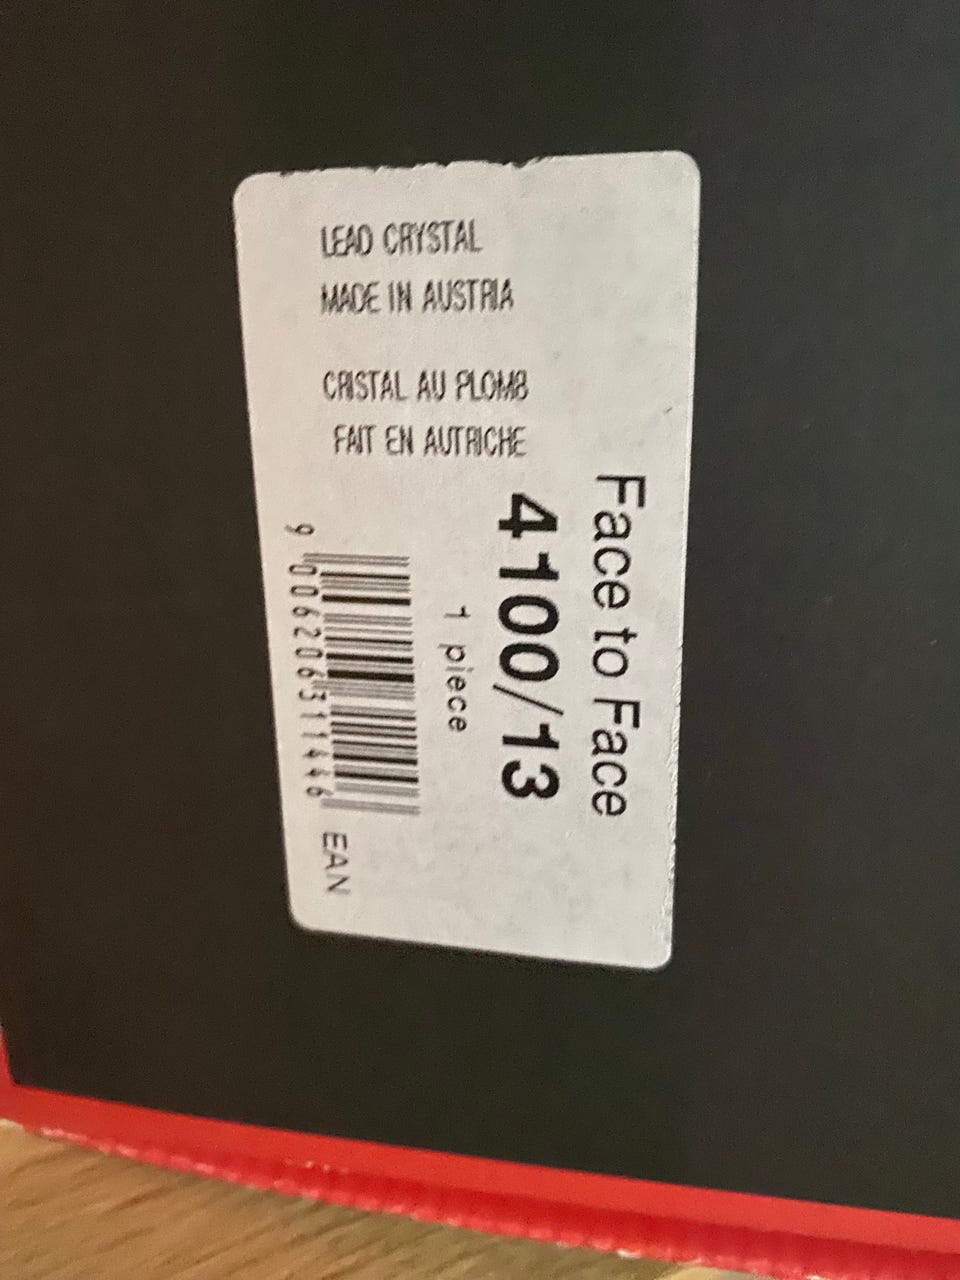 LEAD CRYSTAL
MADE IN AUSTRIA
CRISTAL AU PLOMB
FAIT EN AUTRICHE
Face to Face
4100/13
1 piece
9 006206 311446 EAN